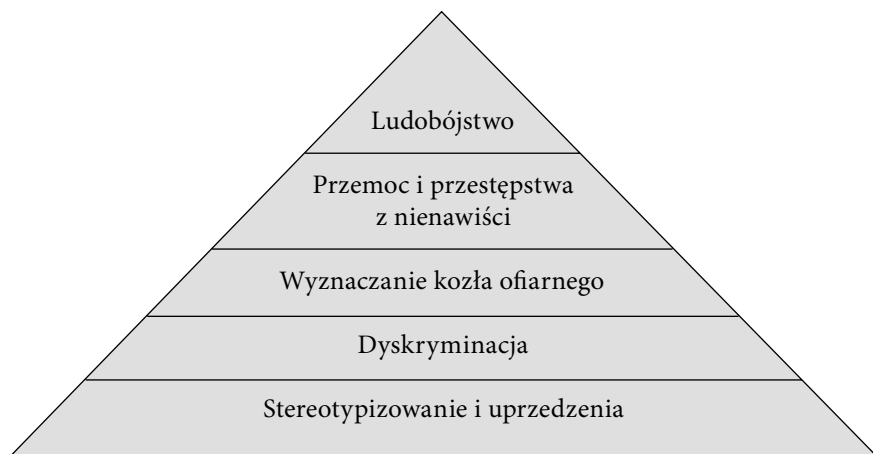 Ludobójstwo
Przemoc i przestępstwa
z nienawiści
Wyznaczanie kozła ofiarnego
Dyskryminacja
Stereotypizowanie i uprzedzenia